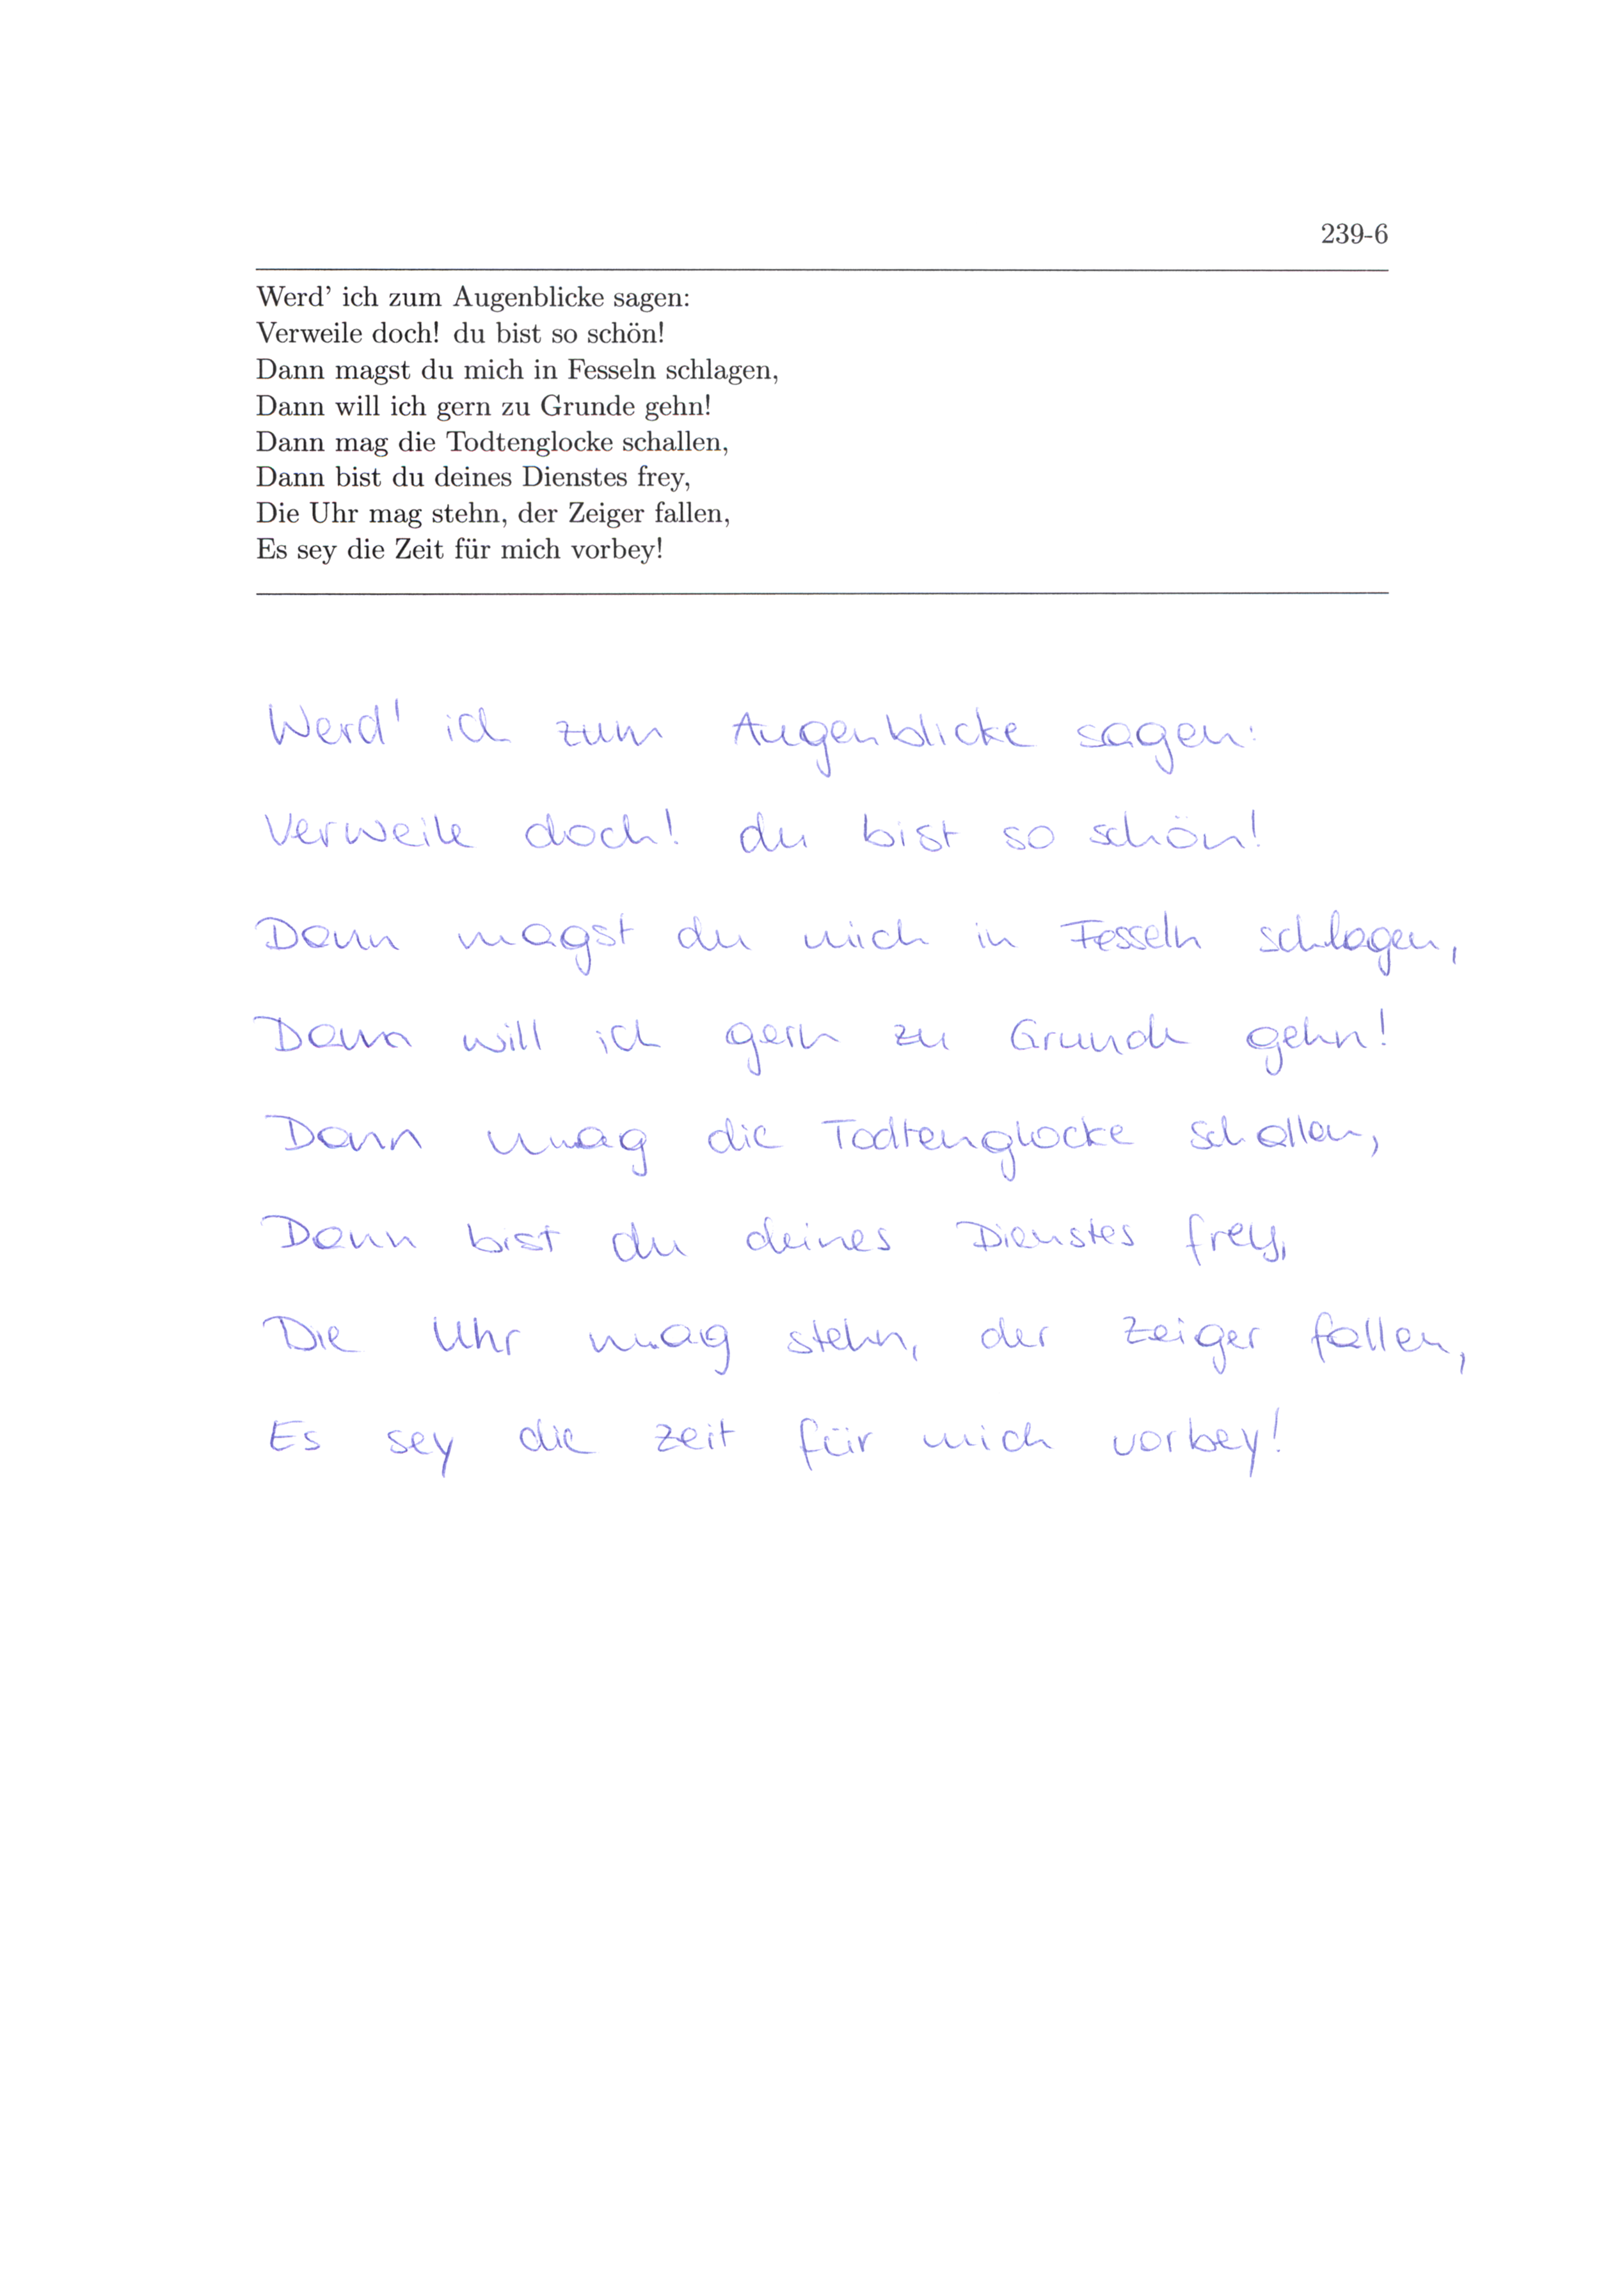 239-6
Werd' ich zum Augenblicke sagen:
Verweile doch! du bist so schön!
Dann magst du mich in Fesseln schlagen,
Dann will ich gern zu Grunde gehn!
Dann mag die Todtenglocke schallen,
Dann bist du deines Dienstes frey,
Die Uhr mag stehn, der Zeiger fallen,
Es sey die Zeit für mich vorbey!
Werd' ich zum Augenblicke sagen:
Verweile doch! du bist so schön!
Dann magst du mich in Fesseln schlagen,
Dann will ich gern zu Grunde gehn!
Dann mag die Todtenglocke schallen,
Dann bist du deines Dienstes frey,
Die Uhr mag stehn, der Zeiger fallen,
Es sey die Zeit für mich vorbey!